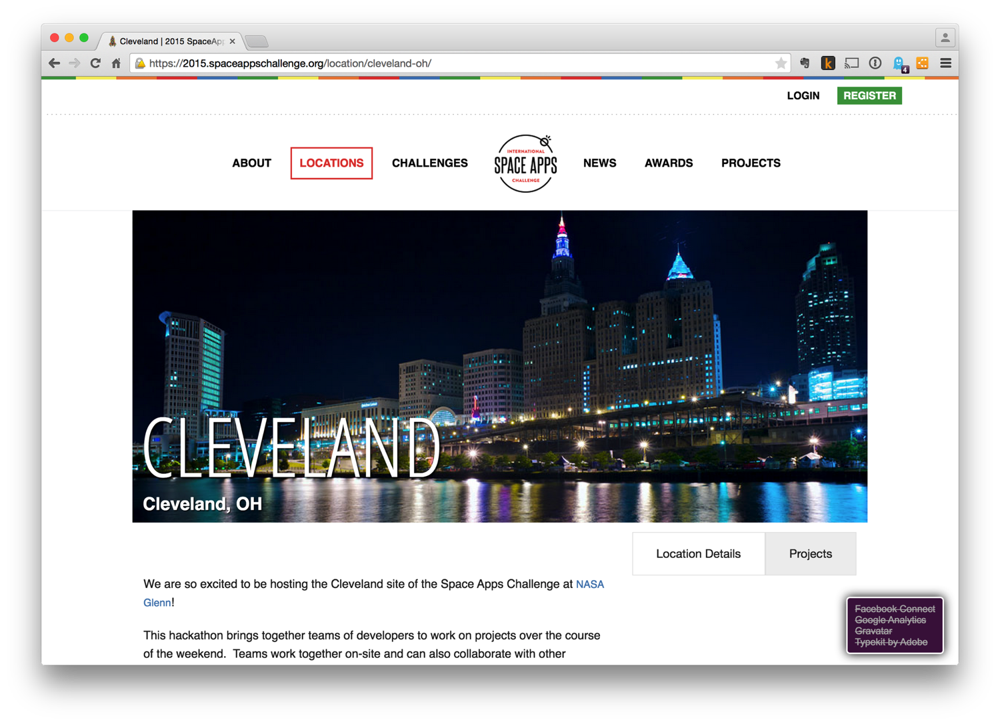 Cleveland | 2015 SpaceApp
https://2015.spaceappschallenge.org/location/cleveland-oh/
k
4
LOGIN
REGISTER
ABOUT
LOCATIONS
CHALLENGES
INTERNATIONAL
SPACE APPS
CHALLENGE
NEWS
AWARDS
PROJECTS
CLEVELAND
Cleveland, OH
Location Details
Projects
We are so excited to be hosting the Cleveland site of the Space Apps Challenge at NASA
Glenn!
This hackathon brings together teams of developers to work on projects over the course
of the weekend.  Teams work together on-site and can also collaborate with other
Facebook Connect
Google Analytics
Gravatar
Typekit by Adobe